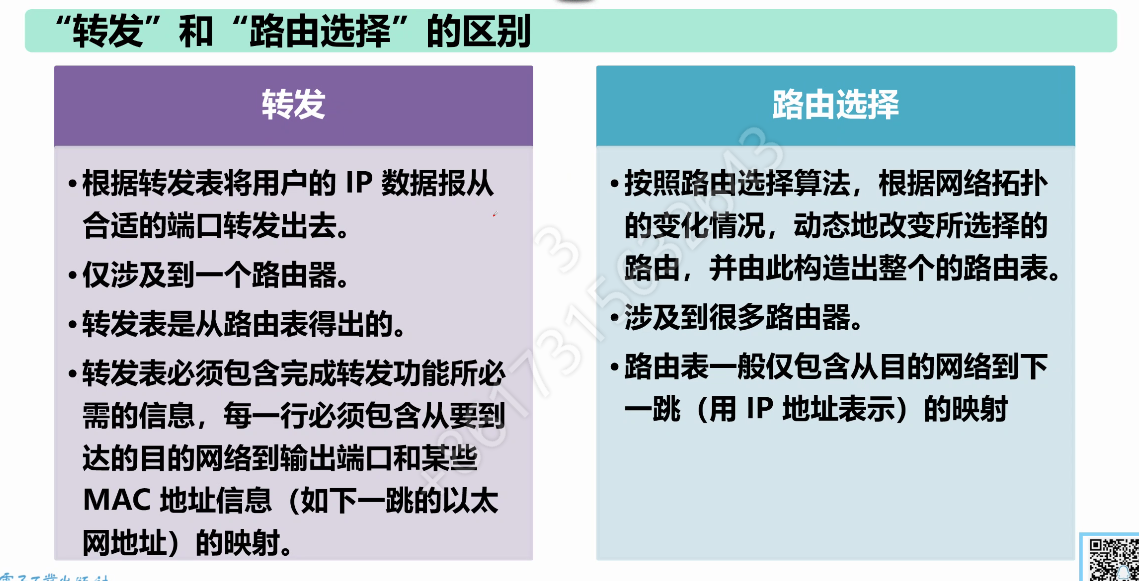 “转发”和“路由选择”的区别
转发
•根据转发表将用户的 IP 数据报从
合适的端口转发出去。
•仅涉及到一个路由器。
•转发表是从路由表得出的。
•转发表必须包含完成转发功能所必
需的信息，每一行必须包含从要到
达的目的网络到输出端口和某些
MAC 地址信息（如下一跳的以太
网地址）的映射。
路由选择
•按照路由选择算法，根据网络拓扑
的变化情况，动态地改变所选择的
路由，并由此构造出整个的路由表。
•涉及到很多路由器。
•路由表一般仅包含从目的网络到下
一跳（用 IP 地址表示）的映射